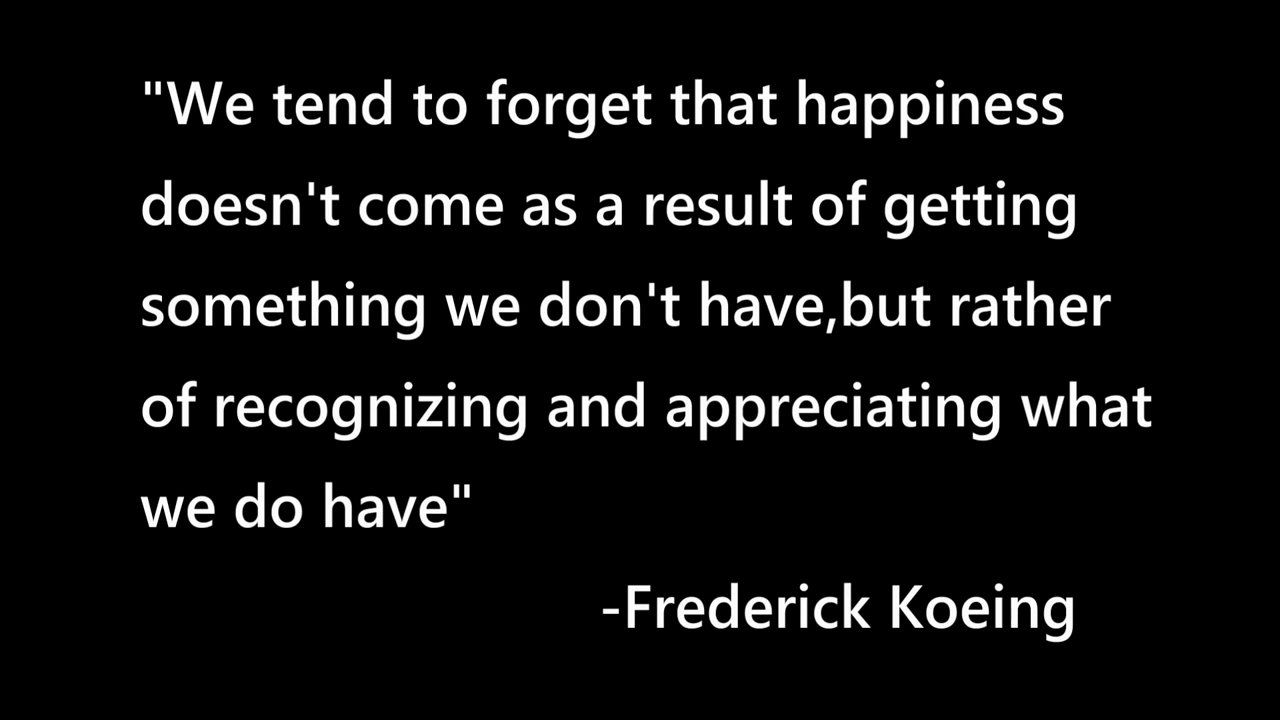 "We tend to forget that happiness
doesn't come as a result of getting
something we don't have,but rather
of recognizing and appreciating what
we do have"
-Frederick Koeing